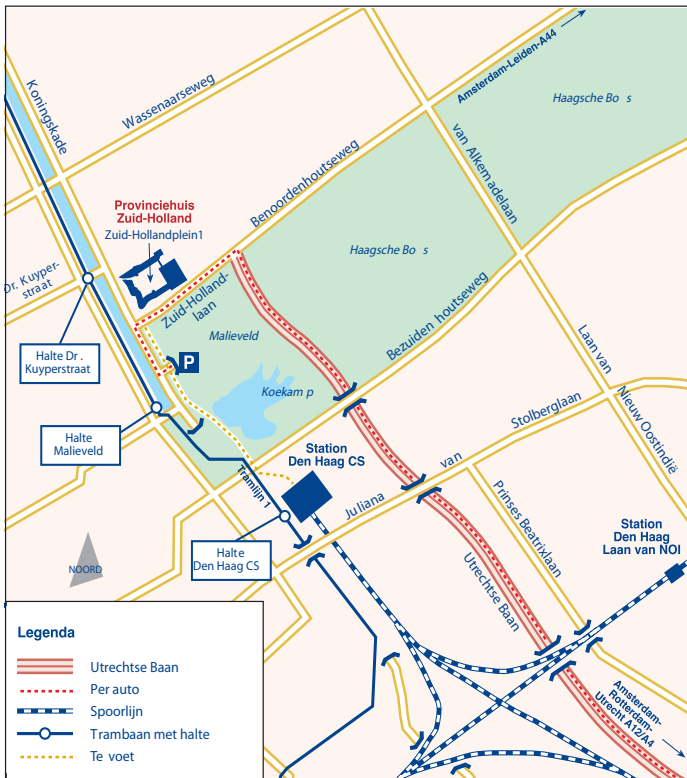 Koningskade
Wassenaarseweg
Amsterdam-Leiden-A44
Haagsche Bo s
van Alkemadelaan
Benoordenhoutseweg
Provinciehuis
Zuid-Holland
Zuid-Hollandplein1
Dr. Kuyper-
straat
Zuid-Holland-
laan
Haagsche Bo s
Bezuiden houtseweg
Malieveld
P
Halte Dr .
Kuyperstraat
Koekam p
Laan van
Nieuw Oostindië
Halte
Malieveld
Station
Den Haag CS
Juliana
van
Stolberglaan
Tramlijn 1
Prinses Beatrixlaan
Station
Den Haag
Laan van NOI
Halte
Den Haag CS
NOORD
Utrechtse Baan
Amsterdam-
Rotterdam-
Utrecht A12/A4
Legenda
Utrechtse Baan
Per auto
Spoorlijn
Trambaan met halte
Te voet